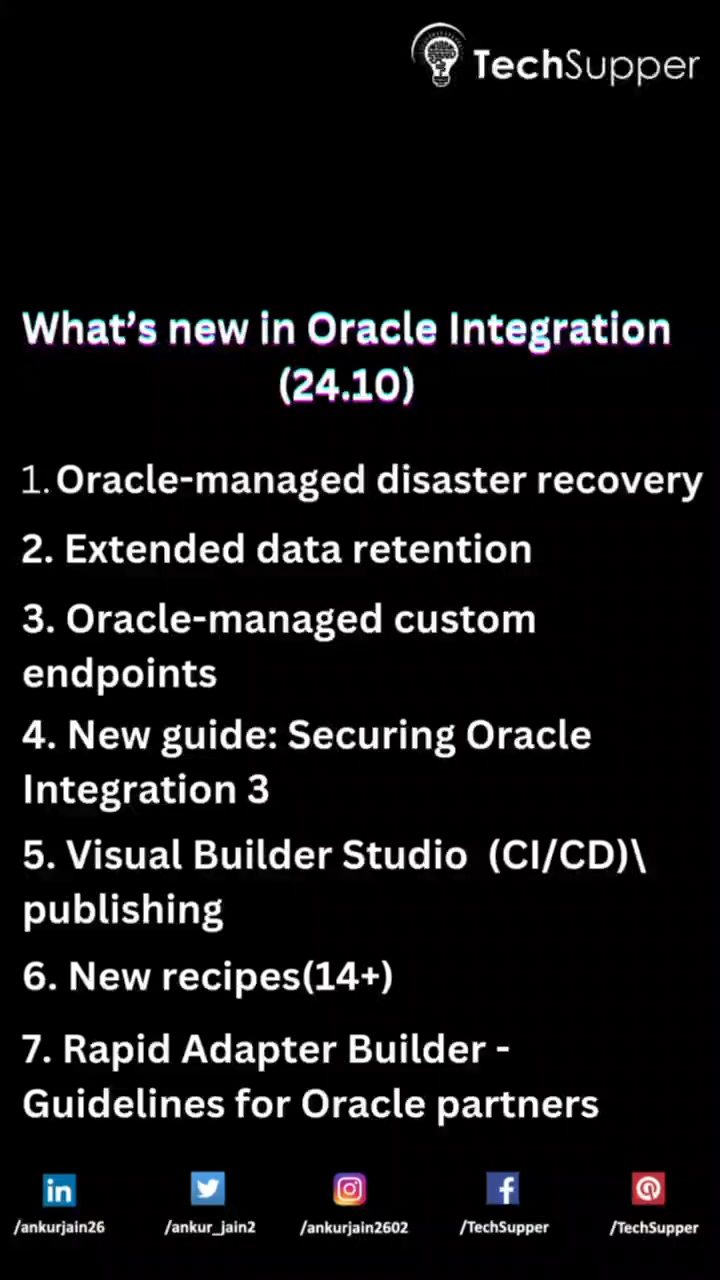 TechSupper
What's new in Oracle Integration
(24.10)
1. Oracle-managed disaster recovery
2. Extended data retention
3. Oracle-managed custom
endpoints
4. New guide: Securing Oracle
Integration 3
5. Visual Builder Studio (CI/CD)\
publishing
6. New recipes(14+)
7. Rapid Adapter Builder -
Guidelines for Oracle partners
/ankurjain26 /ankur_jain2 /ankurjain2602 /TechSupper /TechSupper